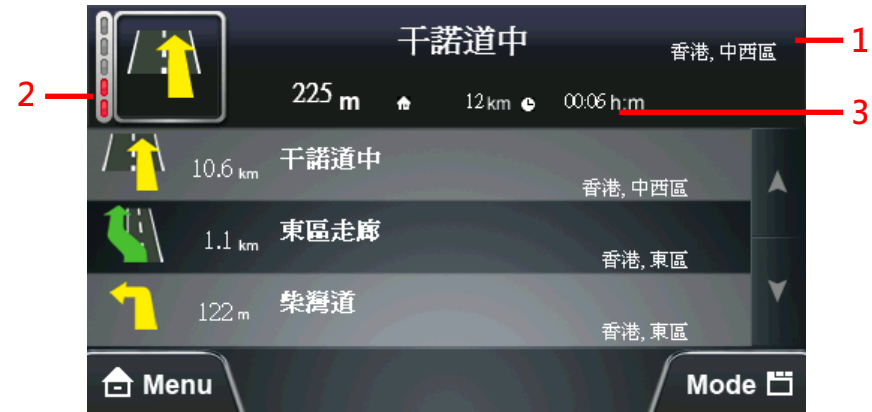 干諾道中
香港, 中西區
1
2
225 m 12 km 00:06 h:m
3
10.6 km 干諾道中
香港, 中西區
1.1 km 東區走廊
香港, 東區
122 m 柴灣道
香港, 東區
Menu
Mode